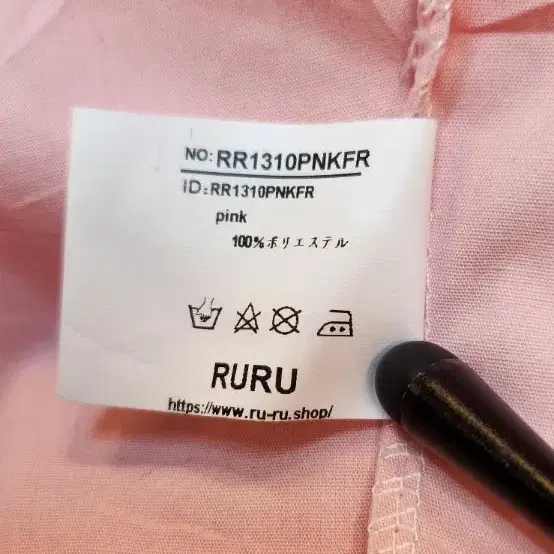 NO: RR1310PNKFR
ID:RR1310PNKFR
pink
100%ポリエステル
RURU
https://www.ru-ru.shop/